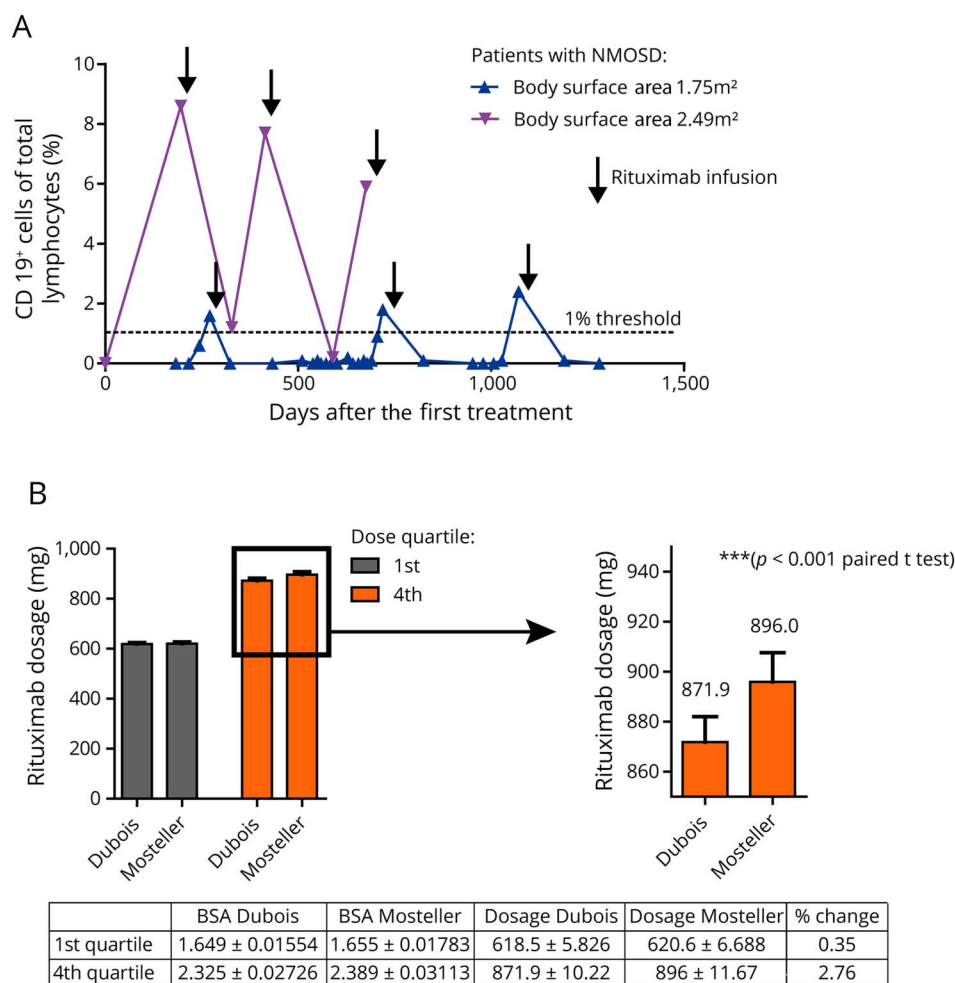 A
10
8
6
4
2
0
CD 19+ cells of total
lymphocytes (%)
0
500
1,000
1,500
Days after the first treatment
Patients with NMOSD:
Body surface area 1.75m²
Body surface area 2.49m²
Rituximab infusion
1% threshold
B
Rituximab dosage (mg)
1,000
800
600
400
200
0
Dubois
Mosteller
Dubois
Mosteller
Dose quartile:
1st
4th
Rituximab dosage (mg)
940
920
900
880
860
***(p < 0.001 paired t test)
871.9
896.0
Dubois
Mosteller
BSA Dubois BSA Mosteller Dosage Dubois Dosage Mosteller % change
1st quartile 1.649 ± 0.01554 1.655 ± 0.01783 618.5 ± 5.826 620.6 ± 6.688 0.35
4th quartile 2.325 ± 0.02726 2.389 ± 0.03113 871.9 ± 10.22 896 ± 11.67 2.76